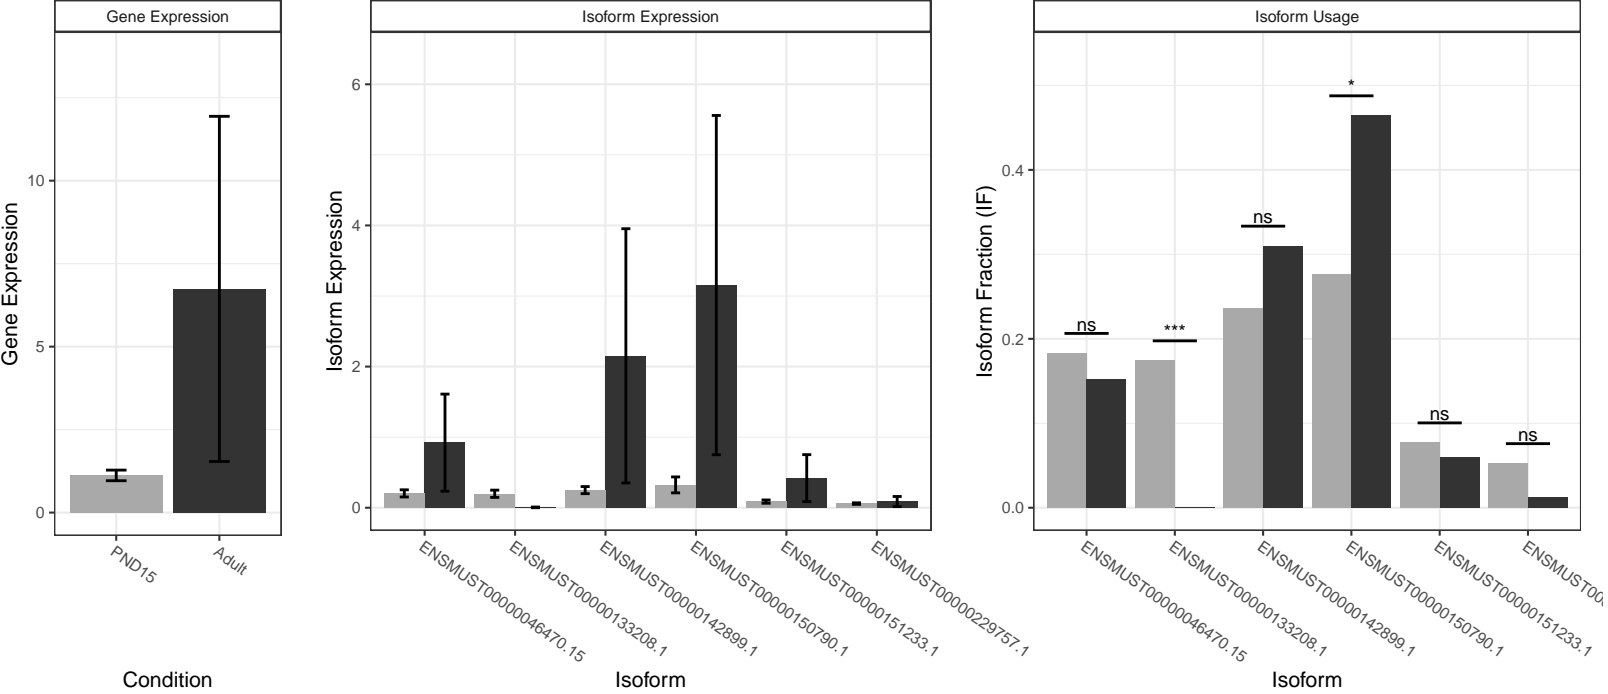 Gene Expression
Isoform Expression
Isoform Usage
Gene Expression
10
5
0
PND15
Adult
Condition
Isoform Expression
6
4
2
0
ENSMUST00000046470.15
ENSMUST00000133208.1
ENSMUST00000142899.1
ENSMUST00000150790.1
ENSMUST00000151233.1
ENSMUST00000229757.1
Isoform
Isoform Fraction (IF)
0.4
0.2
0.0
ns
***
ns
*
ns
ns
ENSMUST00000046470.15
ENSMUST00000133208.1
ENSMUST00000142899.1
ENSMUST00000150790.1
ENSMUST00000151233.1
Isoform